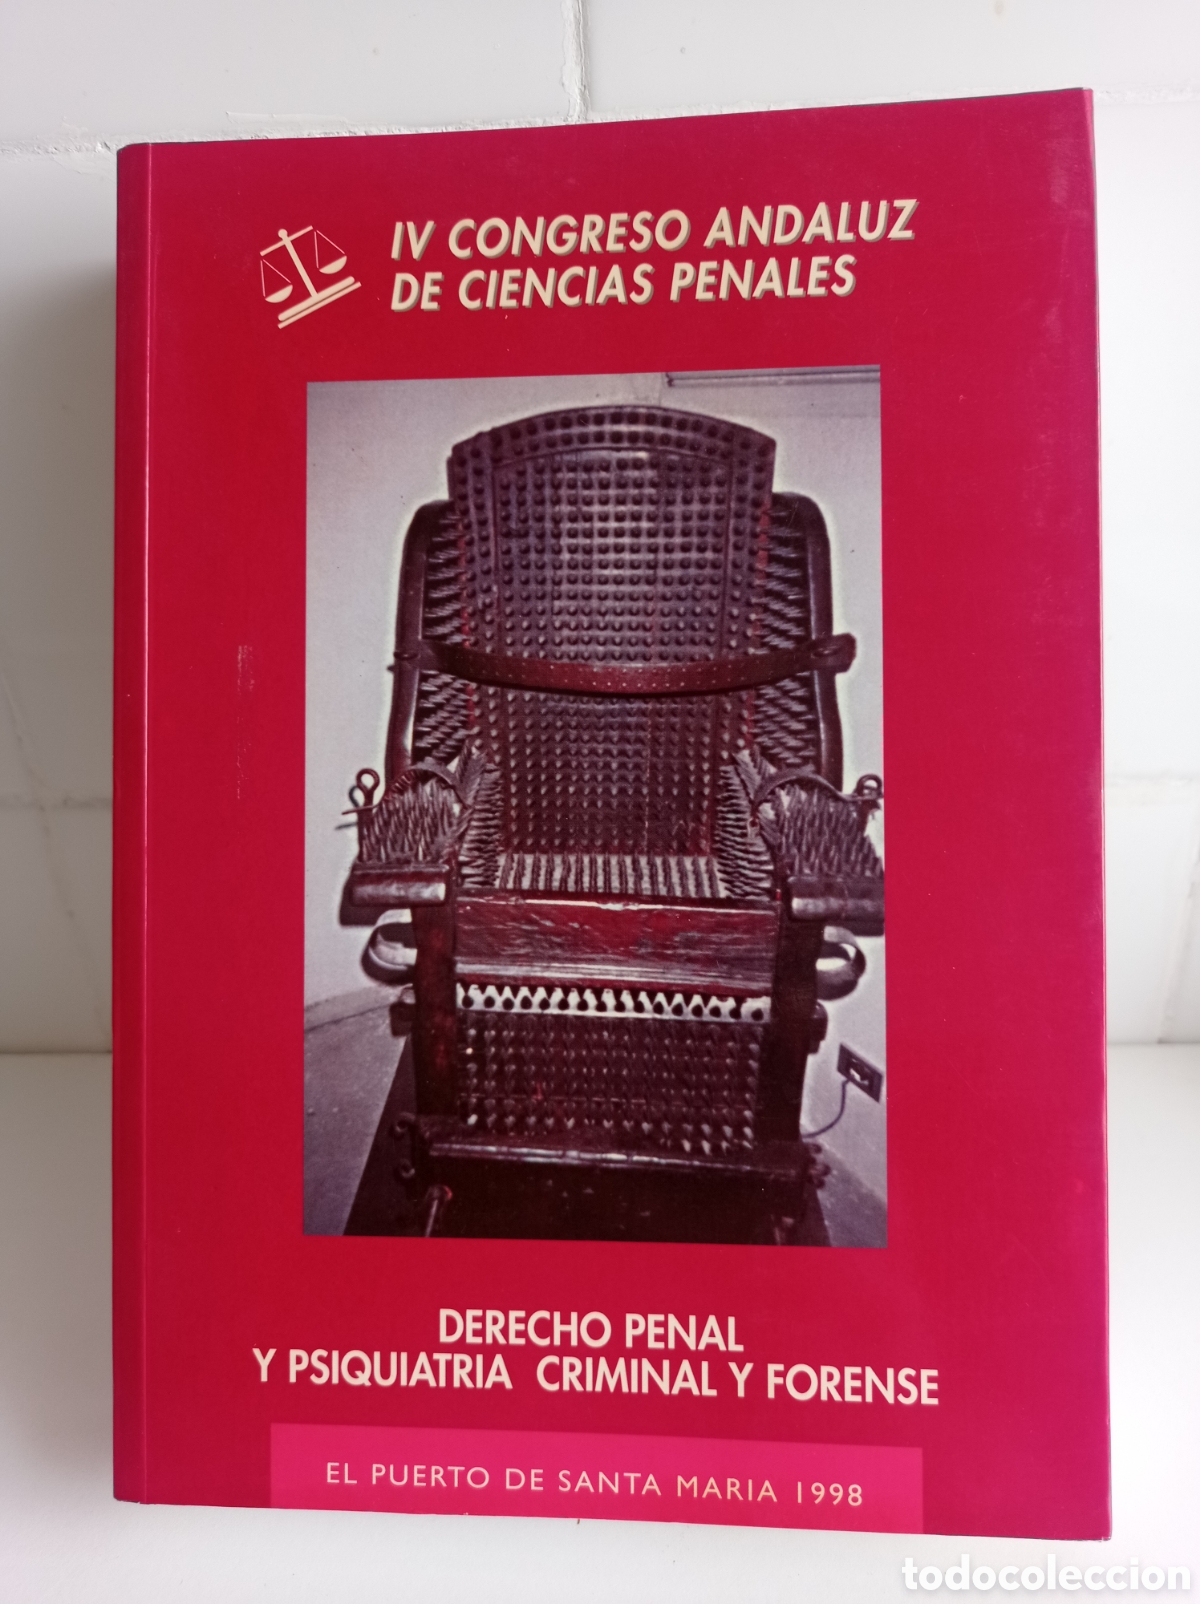 IV CONGRESO ANDALUZ
DE CIENCIAS PENALES
DERECHO PENAL
Y PSIQUIATRIA CRIMINAL Y FORENSE
EL PUERTO DE SANTA MARIA 1998
todocoleccion